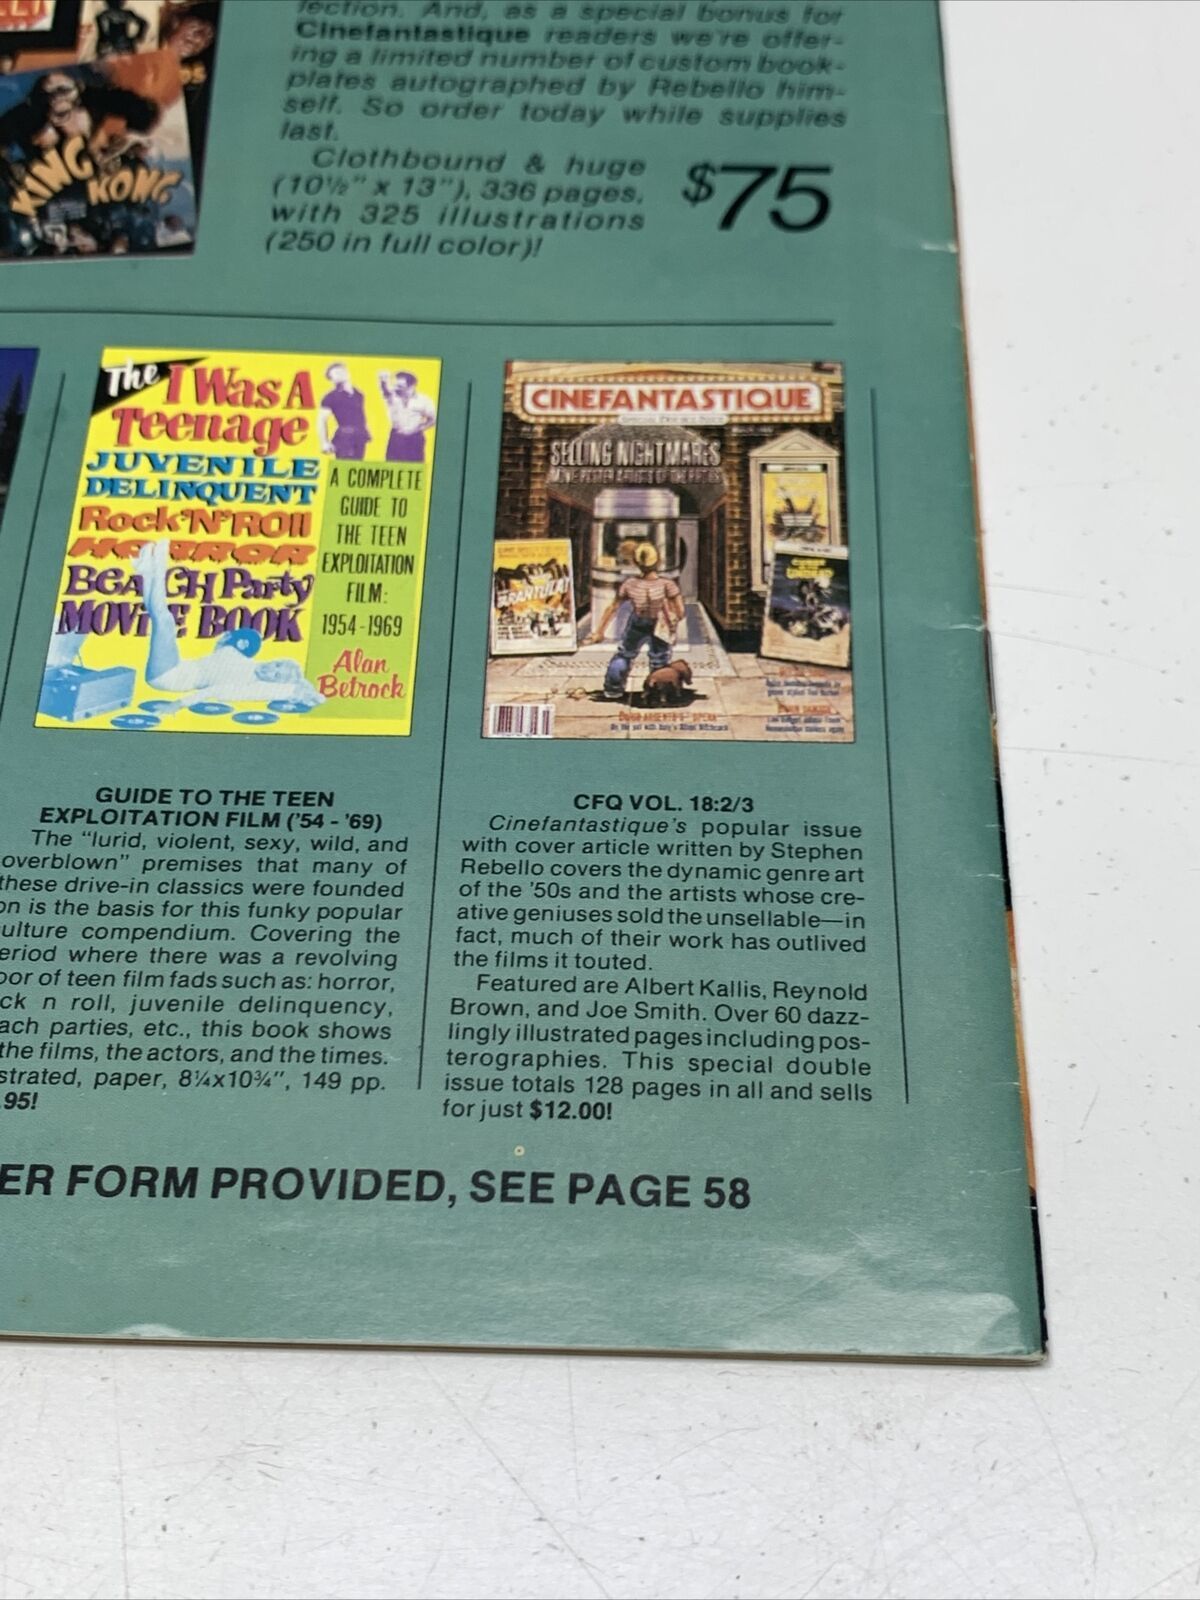 lection. And, as a special bonus for
Cinefantastique readers we're offer-
ing a limited number of custom book-
plates autographed by Rebello him-
self. So order today while supplies
last.
Clothbound & huge
(10½" x 13"), 336 pages,
with 325 illustrations
(250 in full color)!
$75
KING KONG
The I Was A
Teenage
JUVENILE
DELINQUENT
Rock'N'Roll
HORROR
BEACH Party
MOVIE BOOK
A COMPLETE
GUIDE TO
THE TEEN
EXPLOITATION
FILM:
1954-1969
Alan
Betrock
CINEFANTASTIQUE
SELLING NIGHTMARES
TARANTULA!
GUIDE TO THE TEEN
EXPLOITATION FILM ('54 - '69)
The "lurid, violent, sexy, wild, and
overblown" premises that many of
these drive-in classics were founded
on is the basis for this funky popular
ulture compendium. Covering the
eriod where there was a revolving
oor of teen film fads such as: horror,
ck n roll, juvenile delinquency,
ach parties, etc., this book shows
the films, the actors, and the times.
strated, paper, 8¼x10¾", 149 pp.
.95!
CFQ VOL. 18:2/3
Cinefantastique's popular issue
with cover article written by Stephen
Rebello covers the dynamic genre art
of the '50s and the artists whose cre-
ative geniuses sold the unsellable—in
fact, much of their work has outlived
the films it touted.
Featured are Albert Kallis, Reynold
Brown, and Joe Smith. Over 60 dazz-
lingly illustrated pages including pos-
terographies. This special double
issue totals 128 pages in all and sells
for just $12.00!
ER FORM PROVIDED, SEE PAGE 58